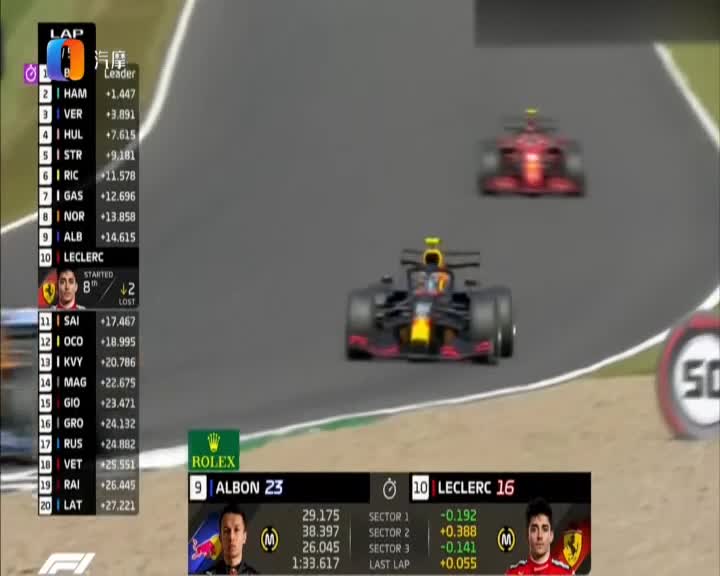 LAP
汽摩
1 Leader
2 HAM +1.447
3 VER +3.891
4 HUL +7.615
5 STR +9.181
6 RIC +11.578
7 GAS +12.696
8 NOR +13.858
9 ALB +14.615
10 LECLERC
STARTED
8th 2
LOST
11 SAI +17.467
12 OCO +18.995
13 KVY +20.786
14 MAG +22.675
15 GIO +23.471
16 GRO +24.132
17 RUS +24.882
18 VET +25.551
19 RAI +26.445
20 LAT +27.221
50
ROLEX
9 ALBON 23 10 LECLERC 16
29.175 SECTOR 1 -0.192
38.397 SECTOR 2 +0.388
26.045 SECTOR 3 -0.141
1:33.617 LAST LAP +0.055
M M
F1